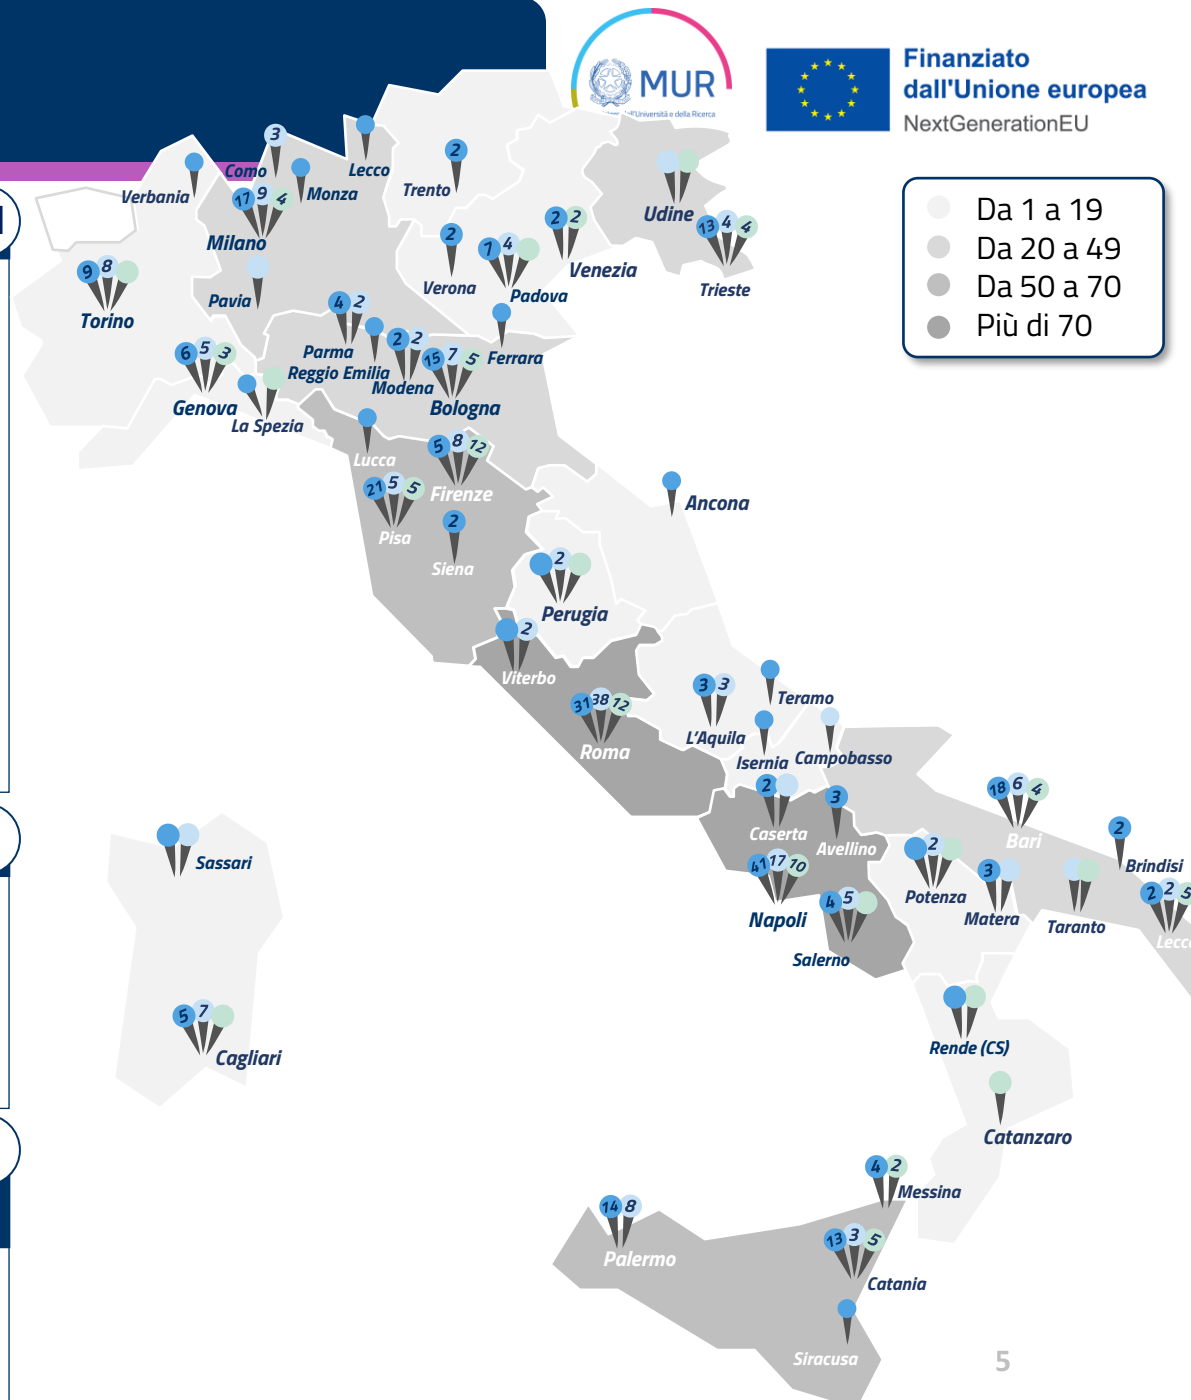 MUR
Finanziato
dall'Unione europea
NextGenerationEU
Da 1 a 19
Da 20 a 49
Da 50 a 70
Più di 70
3
Como
Lecco
2
Trento
Verbania
Monza
17 9 4
Milano
Udine
13 4 4
Trieste
2
Verona
7 4
Padova
2 2
Venezia
9 8
Torino
Pavia
4 2
Parma
Reggio Emilia
2 2
Modena
15 7 5
Bologna
Ferrara
6 5 3
Genova
La Spezia
Lucca
5 8 12
Firenze
21 5 5
Pisa
2
Siena
Ancona
2
Perugia
2
Viterbo
31 38 12
Roma
3 3
L'Aquila
Teramo
Isernia
Campobasso
2
Caserta
3
Avellino
41 17 10
Napoli
4 5
Salerno
18 6 4
Bari
2
Brindisi
2
Potenza
3
Matera
Taranto
2 2 5
Lecc
Sassari
5 7
Cagliari
Rende (CS)
Catanzaro
4 2
Messina
14 8
Palermo
13 3 5
Catania
Siracusa
5